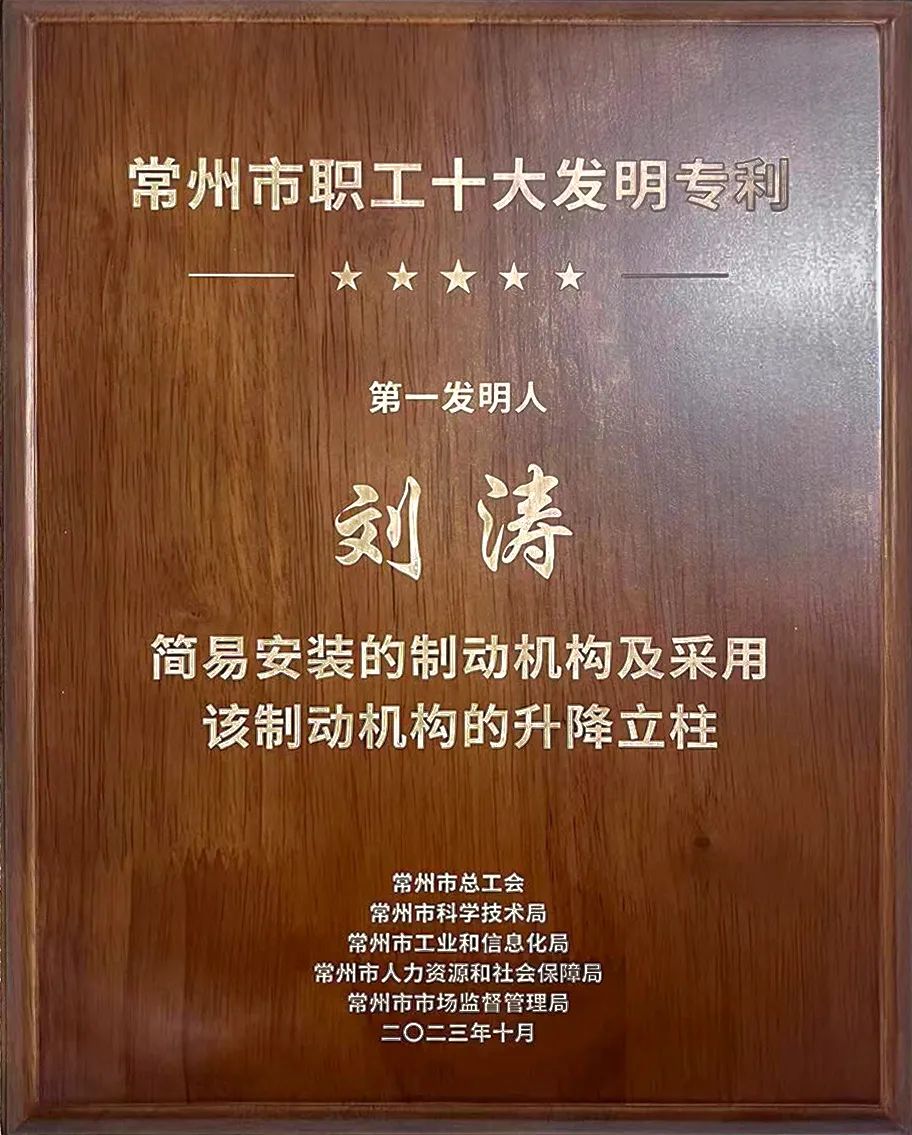 常州市职工十大发明专利
第一发明人
刘涛
简易安装的制动机构及采用
该制动机构的升降立柱
常州市总工会
常州市科学技术局
常州市工业和信息化局
常州市人力资源和社会保障局
常州市市场监督管理局
二〇二三年十月